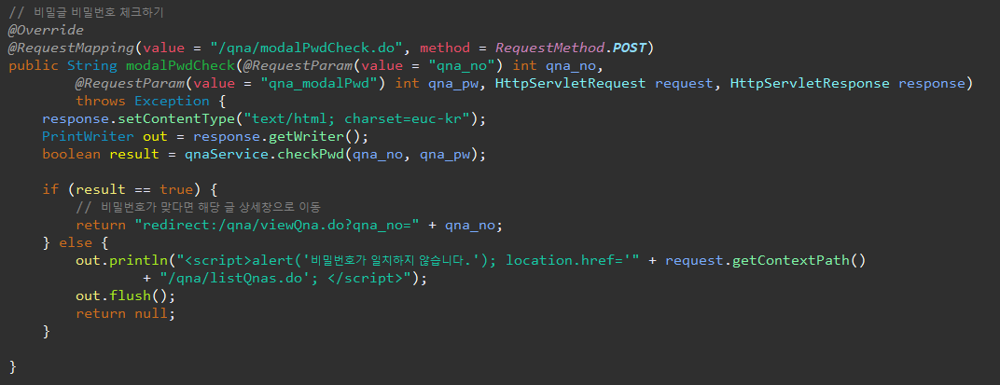 // 비밀글 비밀번호 체크하기
@Override
@RequestMapping(value = "/qna/modalPwdCheck.do", method = RequestMethod.POST)
public String modalPwdCheck(@RequestParam(value = "qna_no") int qna_no,
        @RequestParam(value = "qna_modalPwd") int qna_pw, HttpServletRequest request, HttpServletResponse response)
        throws Exception {
    response.setContentType("text/html; charset=euc-kr");
    PrintWriter out = response.getWriter();
    boolean result = qnaService.checkPwd(qna_no, qna_pw);
    if (result == true) {
        // 비밀번호가 맞다면 해당 글 상세창으로 이동
        return "redirect:/qna/viewQna.do?qna_no=" + qna_no;
    } else {
        out.println("<script>alert('비밀번호가 일치하지 않습니다.'); location.href='" + request.getContextPath()
                + "/qna/listQnas.do'; </script>");
        out.flush();
        return null;
    }
}